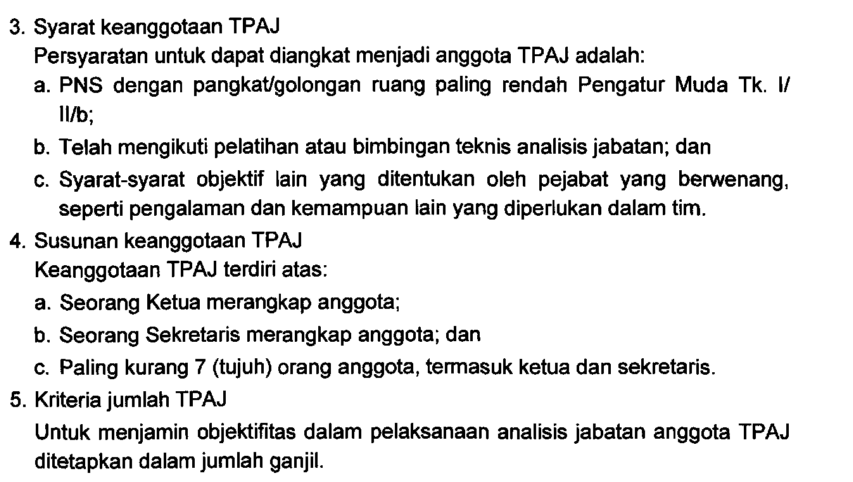 3. Syarat keanggotaan TPAJ
Persyaratan untuk dapat diangkat menjadi anggota TPAJ adalah:
a. PNS dengan pangkat/golongan ruang paling rendah Pengatur Muda Tk. I/
II/b;
b. Telah mengikuti pelatihan atau bimbingan teknis analisis jabatan; dan
c. Syarat-syarat objektif lain yang ditentukan oleh pejabat yang berwenang,
seperti pengalaman dan kemampuan lain yang diperlukan dalam tim.
4. Susunan keanggotaan TPAJ
Keanggotaan TPAJ terdiri atas:
a. Seorang Ketua merangkap anggota;
b. Seorang Sekretaris merangkap anggota; dan
c. Paling kurang 7 (tujuh) orang anggota, termasuk ketua dan sekretaris.
5. Kriteria jumlah TPAJ
Untuk menjamin objektifitas dalam pelaksanaan analisis jabatan anggota TPAJ
ditetapkan dalam jumlah ganjil.